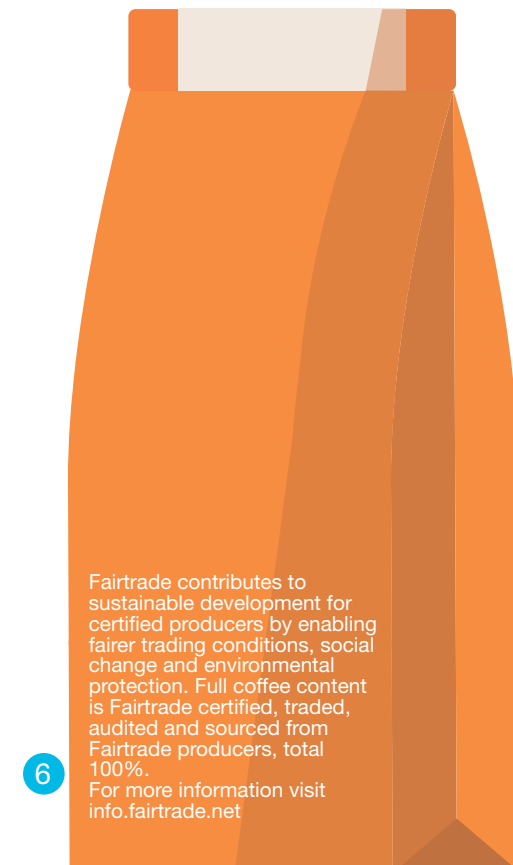 Fairtrade contributes to
sustainable development for
certified producers by enabling
fairer trading conditions, social
change and environmental
protection. Full coffee content
is Fairtrade certified, traded,
audited and sourced from
Fairtrade producers, total
100%.
For more information visit
info.fairtrade.net
6